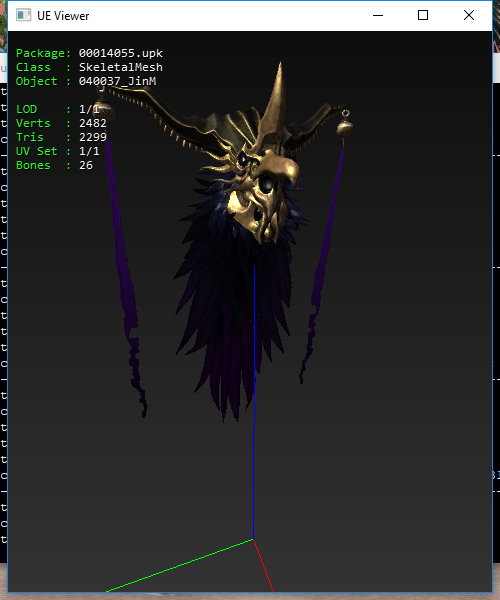 UE Viewer
Package: 00014055.upk
Class : SkeletalMesh
Object : 040037_JinM
LOD : 1/1
Verts : 2482
Tris : 2299
UV Set : 1/1
Bones : 26